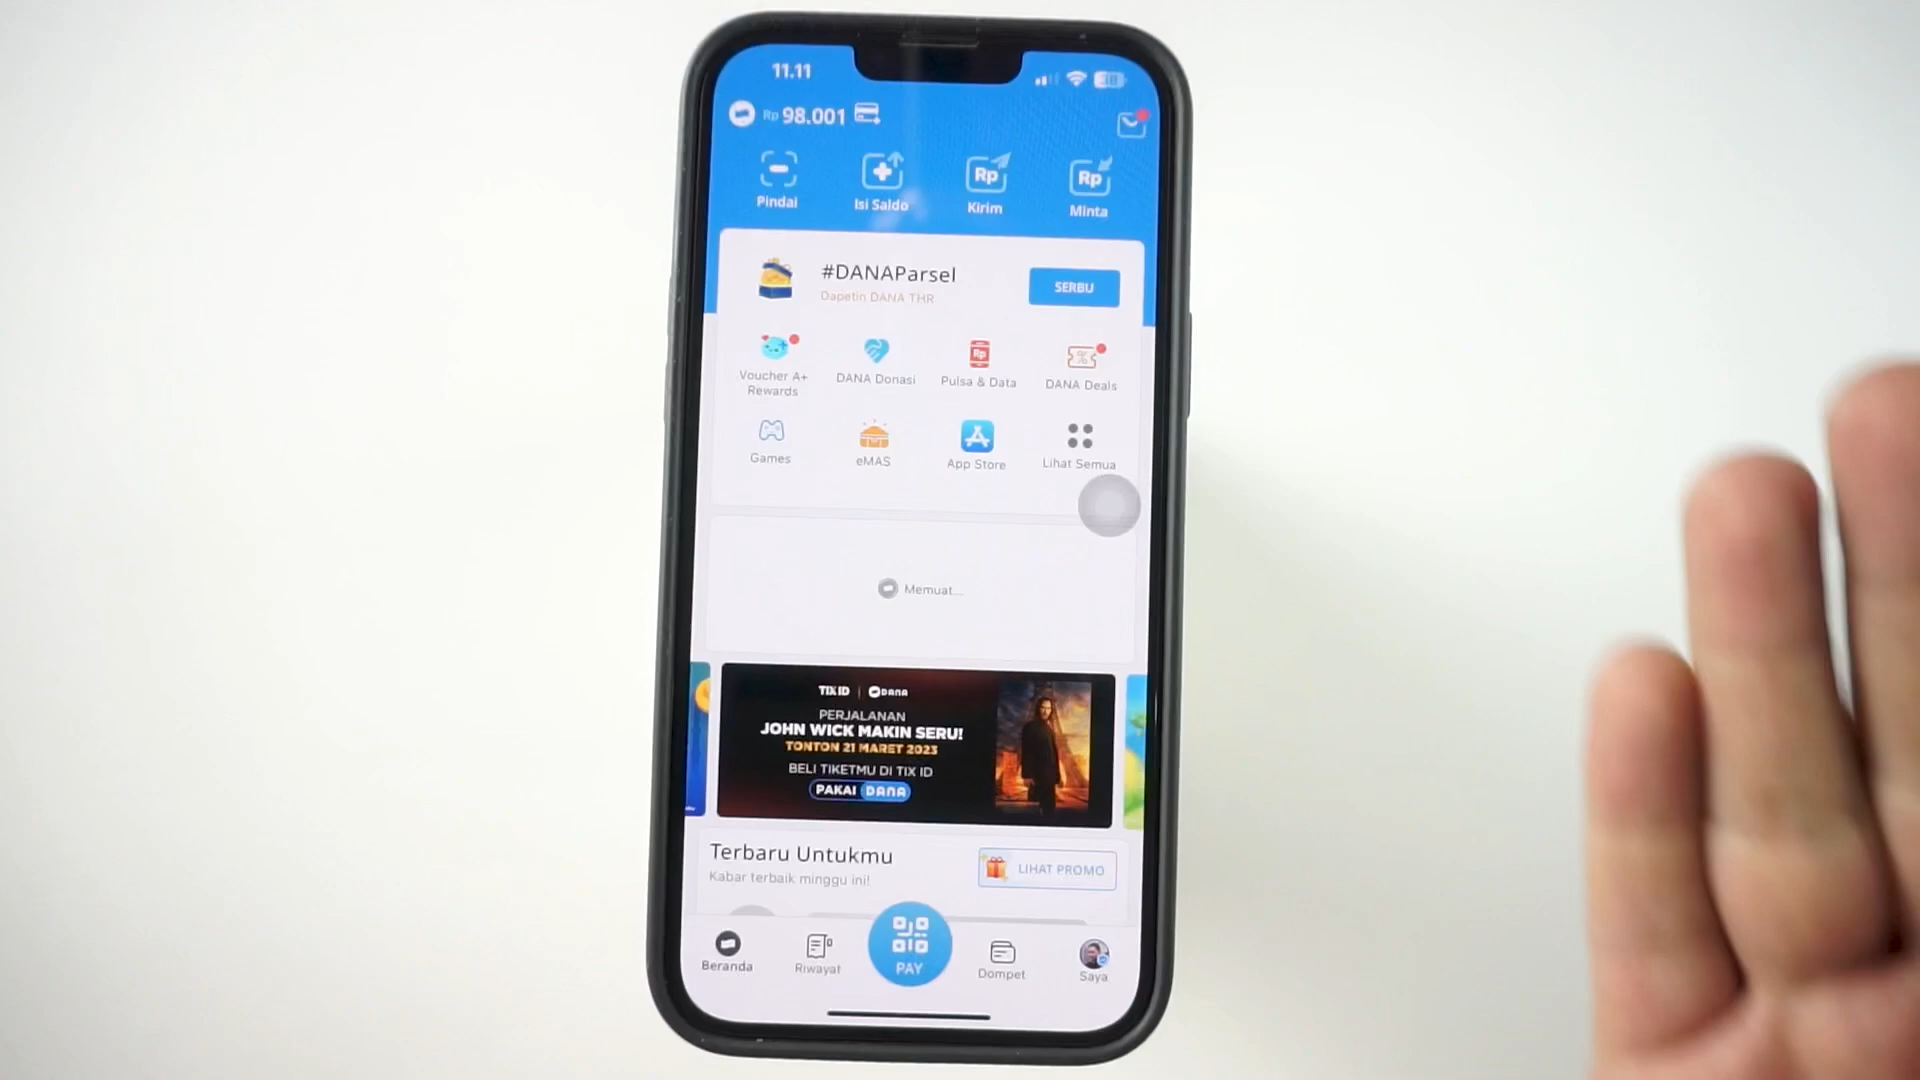 11.11
Rp 98.001
Pindai
Isi Saldo
Rp
Kirim
Rp
Minta
#DANAParsel
Dapetin DANA THR
SERBU
Voucher A+
Rewards
DANA Donasi
Rp
Pulsa & Data
%
DANA Deals
Games
eMAS
App Store
Lihat Semua
Memuat...
TIX ID | DANA
PERJALANAN
JOHN WICK MAKIN SERU!
TONTON 21 MARET 2023
BELI TIKETMU DI TIX ID
PAKAI DANA
Terbaru Untukmu
Kabar terbaik minggu ini!
LIHAT PROMO
Beranda
Riwayat
PAY
Dompet
Saya